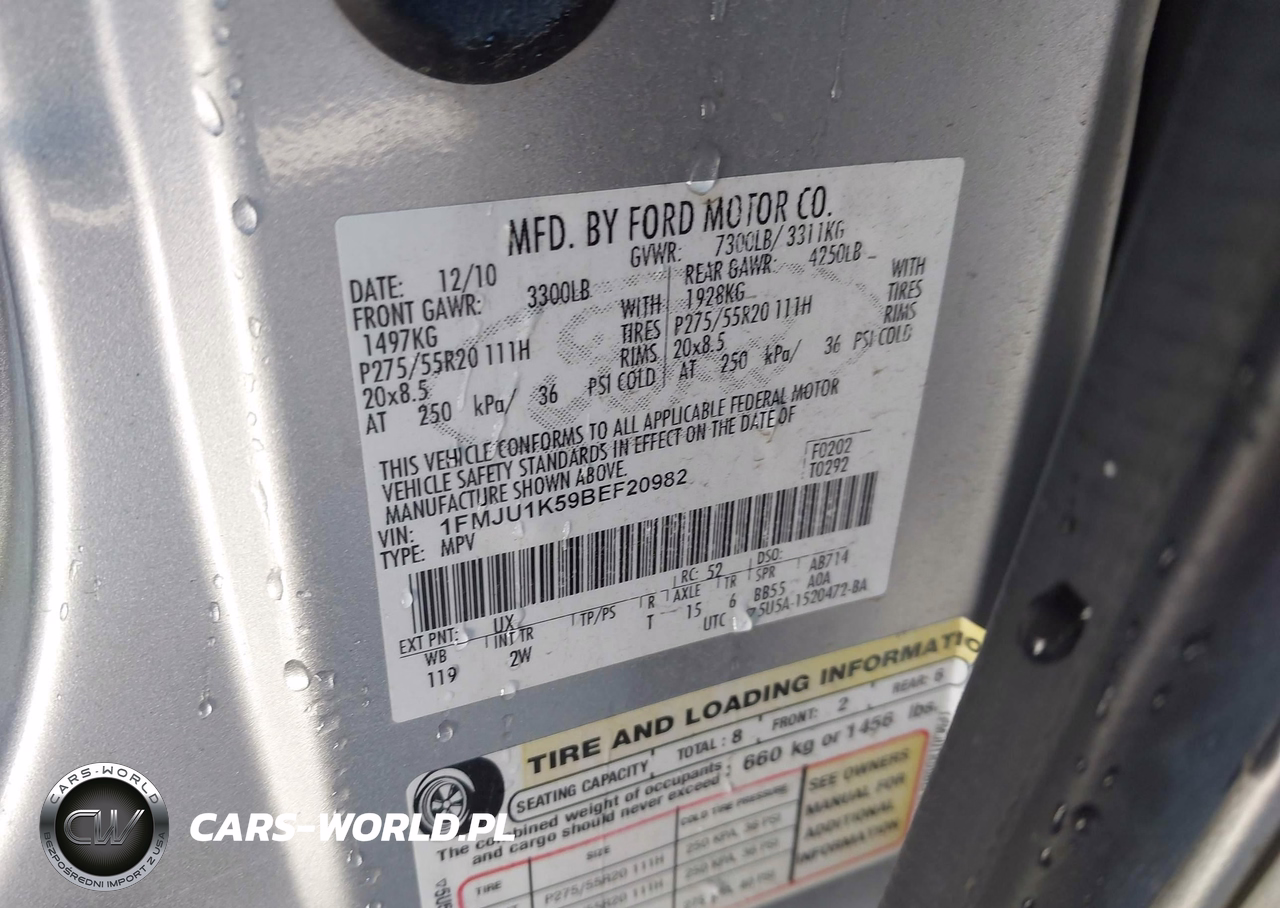 MFD. BY FORD MOTOR CO.
DATE: 12/10 GVWR: 7300LB/ 3311KG
FRONT GAWR: 3300LB REAR GAWR: 4250LB
1497KG WITH 1928KG WITH
P275/55R20 111H TIRES P275/55R20 111H TIRES
20x8.5 RIMS 20x8.5 RIMS
AT 250 kPa/ 36 PSI COLD AT 250 kPa/ 36 PSI COLD
THIS VEHICLE CONFORMS TO ALL APPLICABLE FEDERAL MOTOR
VEHICLE SAFETY STANDARDS IN EFFECT ON THE DATE OF
MANUFACTURE SHOWN ABOVE.
F0202
T0292
VIN: 1FMJU1K59BEF20982
TYPE: MPV
EXT PNT: UX RC: 52 DSO:
WB INT TR TP/PS R AXLE TR SPR AB714
119 2W T 15 6 BB55 A0A
UTC ▽5U5A-1520472-BA
TIRE AND LOADING INFORMATIO
SEATING CAPACITY TOTAL: 8 FRONT: 2 REAR: 6
The combined weight of occupants 660 kg or 1456 lbs.
and cargo should never exceed:
TIRE SIZE COLD TIRE PRESSURE
P275/55R20 111H 250 KPA, 36 PSI
P275/55R20 111H 250
SEE OWNERS
MANUAL FOR
ADDITIONAL
INFORMATION
CARS-WORLD
CW
BEZPOŚREDNI IMPORT Z USA
CARS-WORLD.PL